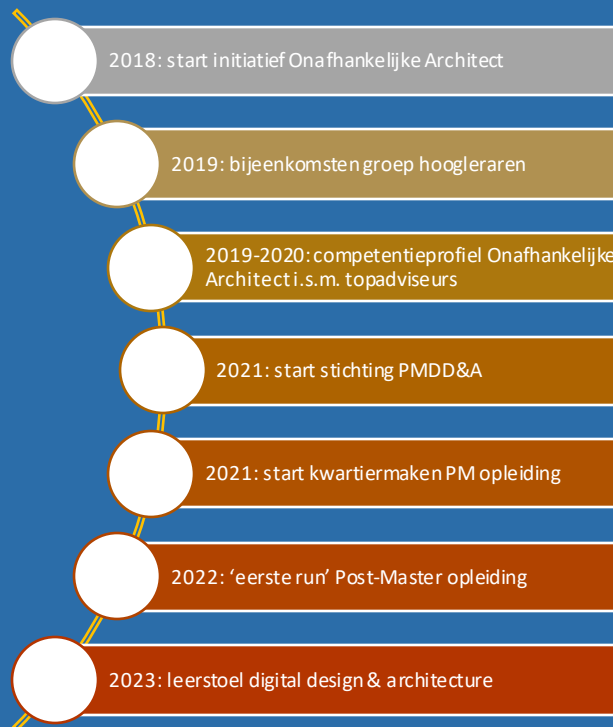 2018: start initiatief Onafhankelijke Architect
2019: bijeenkomsten groep hoogleraren
2019-2020: competentieprofiel Onafhankelijke
Architect i.s.m. topadviseurs
2021: start stichting PMDD&A
2021: start kwartiermaken PM opleiding
2022: ‘eerste run’ Post-Master opleiding
2023: leerstoel digital design & architecture